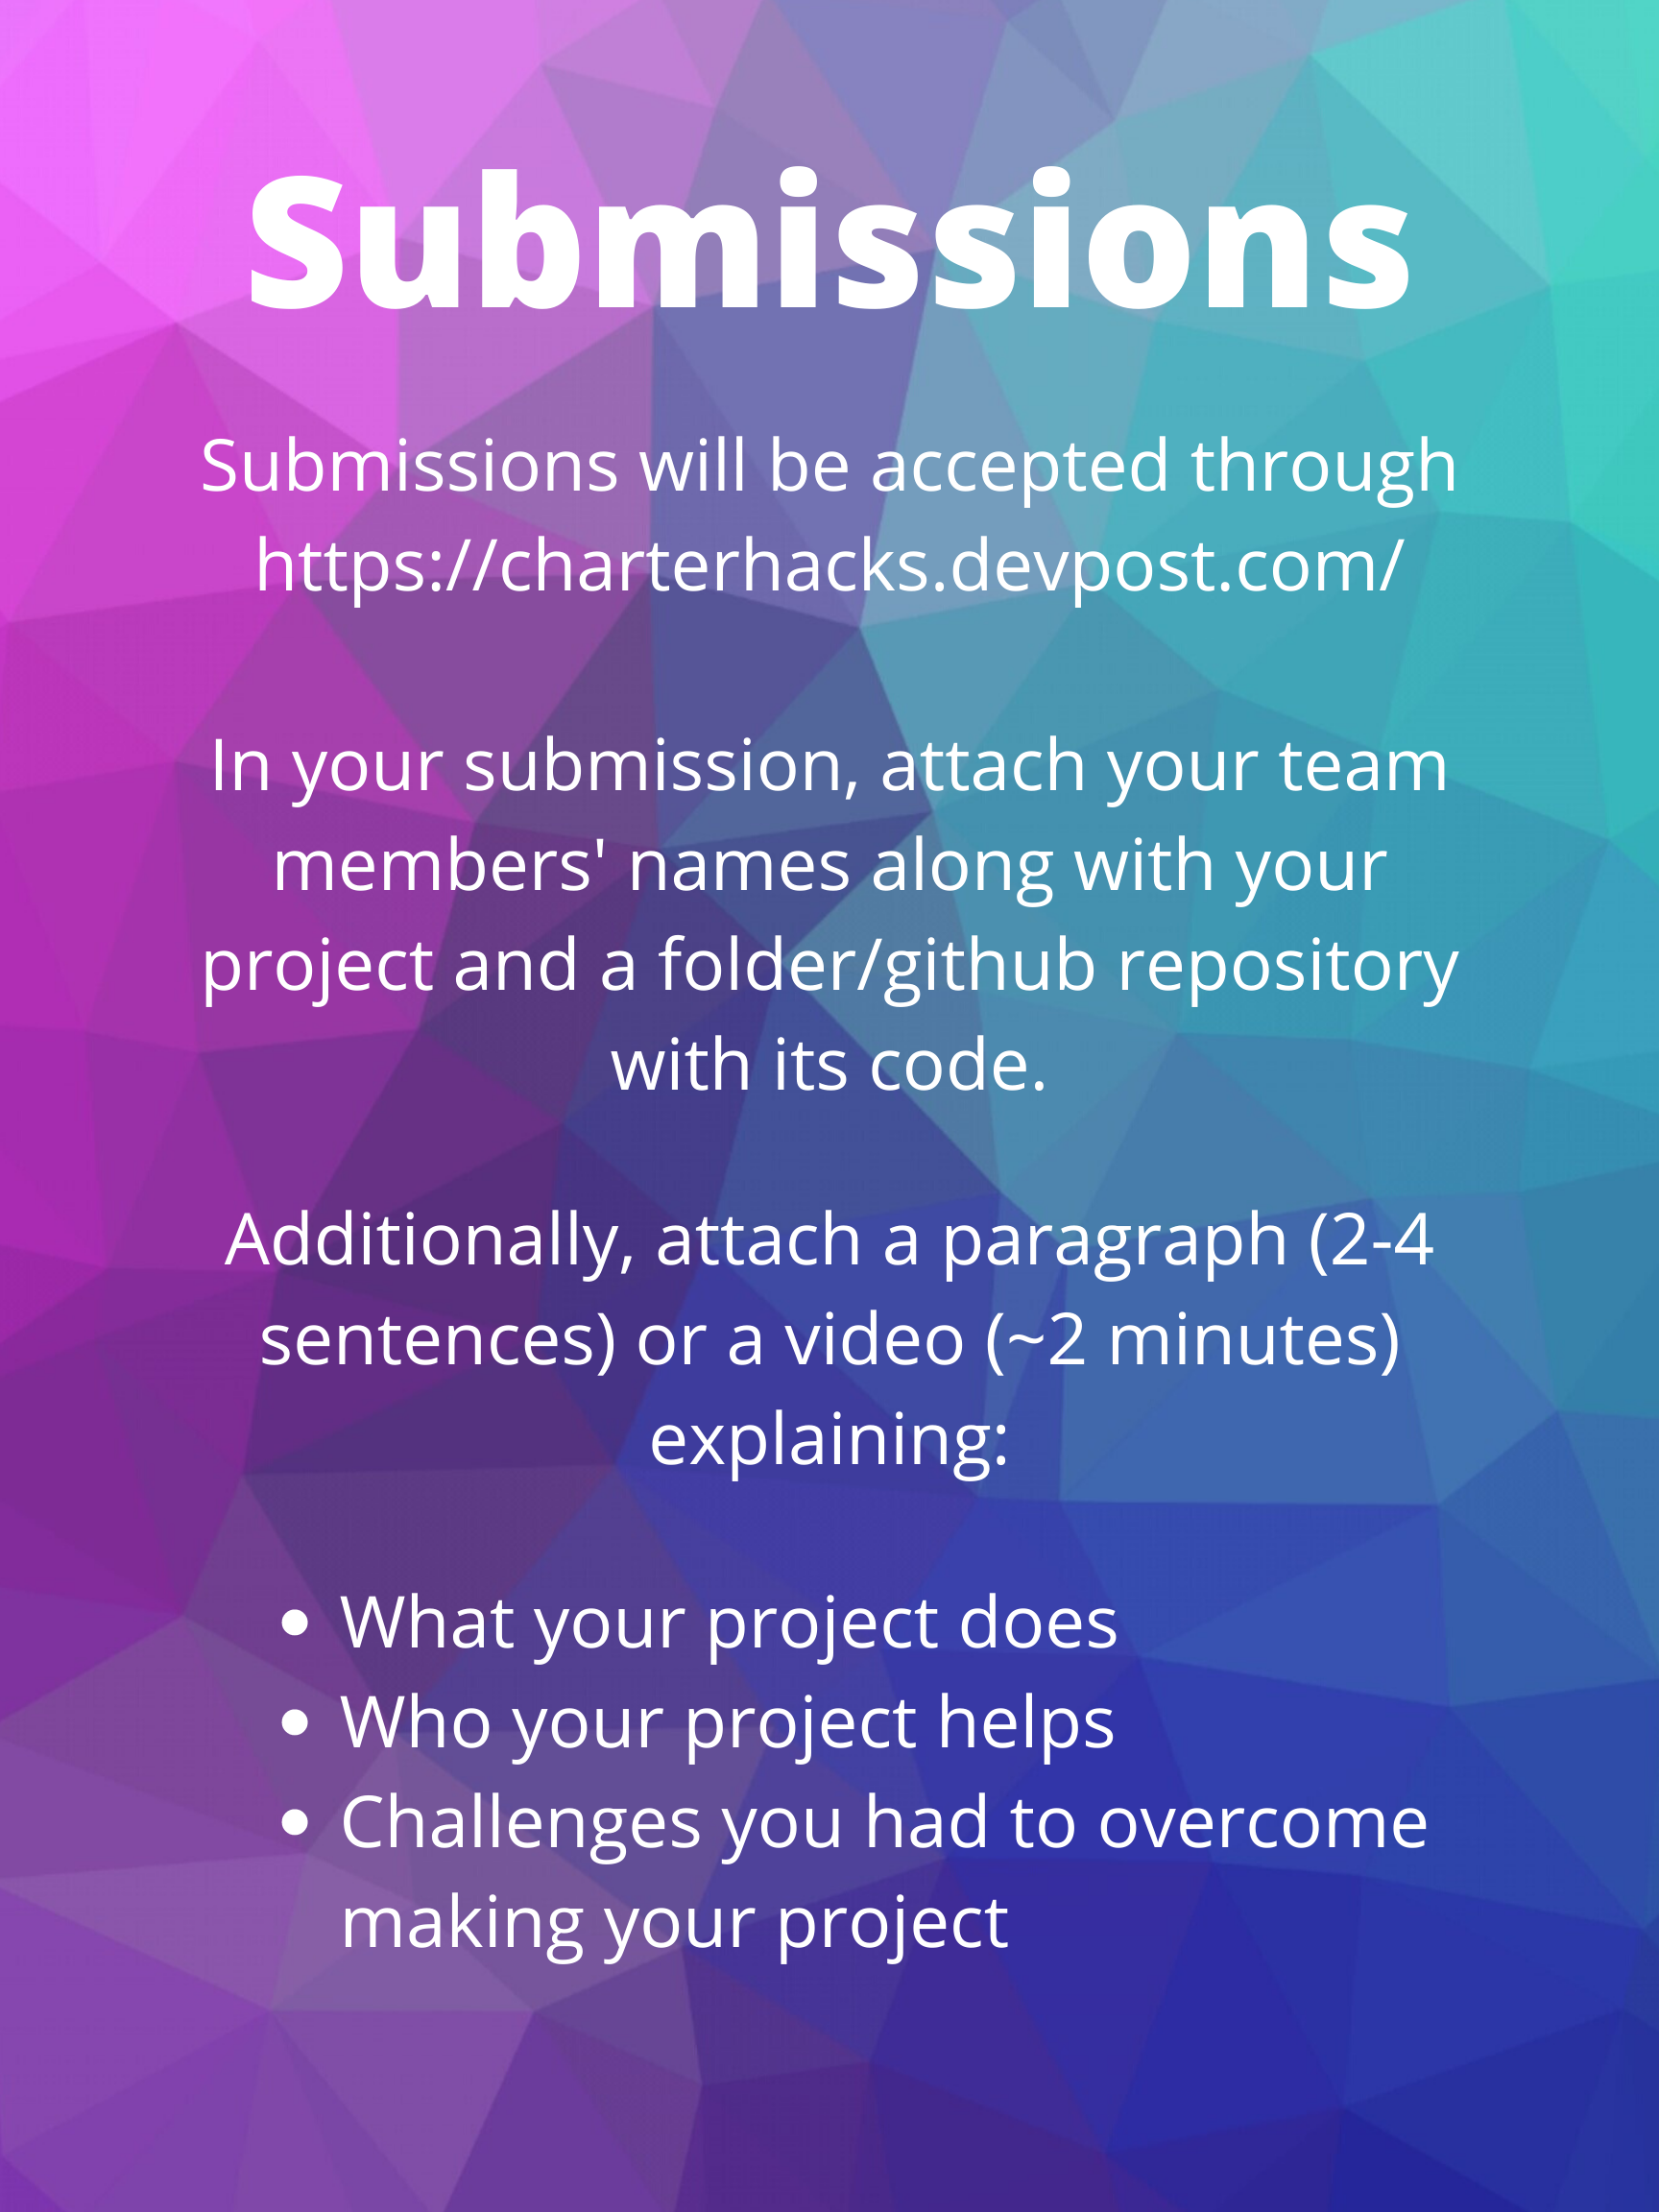 Submissions
Submissions will be accepted through
https://charterhacks.devpost.com/
In your submission, attach your team
members' names along with your
project and a folder/github repository
with its code.
Additionally, attach a paragraph (2-4
sentences) or a video (~2 minutes)
explaining:
• What your project does
• Who your project helps
• Challenges you had to overcome
making your project